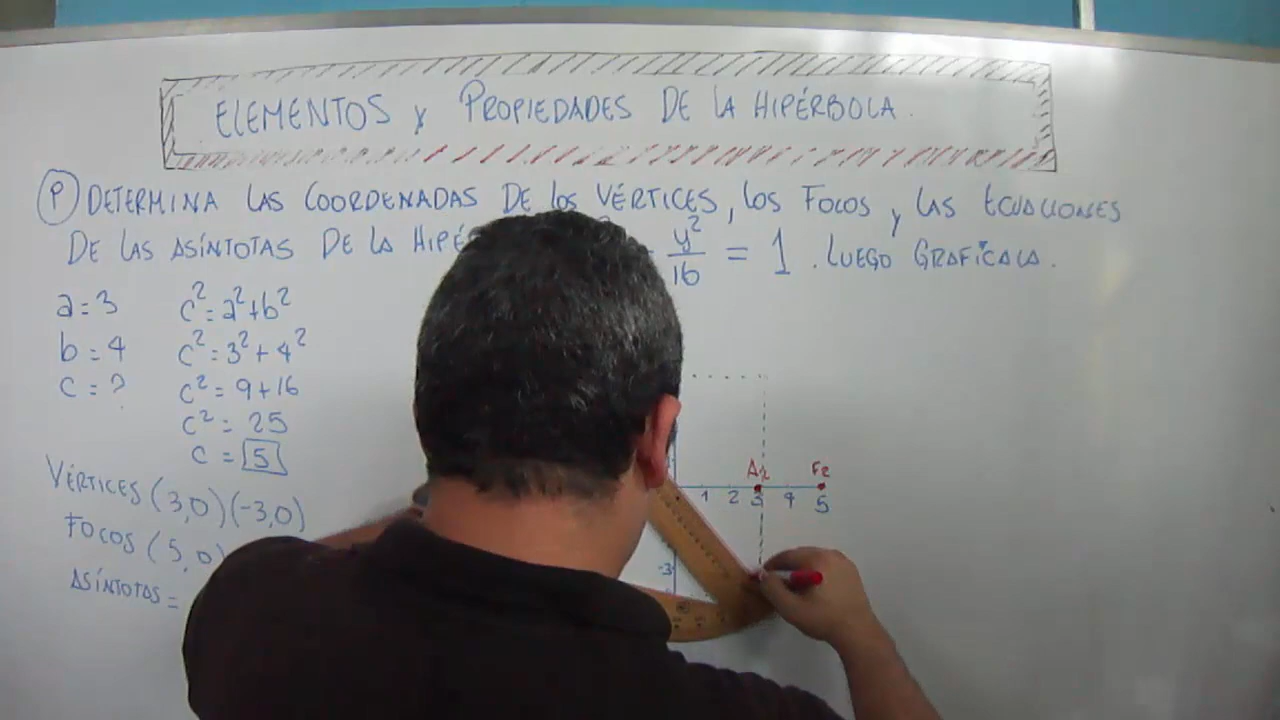 ELEMENTOS y PROPIEDADES DE LA HIPÉRBOLA.
P DETERMINA LAS COORDENADAS DE LOS VÉRTICES, LOS FOCOS y LAS ECUACIONES
DE LAS ASÍNTOTAS DE LA y²/16 = 1. LUEGO GRAFÍCALA.
a = 3
b = 4
c = ?
c² = a² + b²
c² = 3² + 4²
c² = 9 + 16
c² = 25
c = 5
VÉRTICES (3,0)(-3,0)
FOCOS (5,0)
ASÍNTOTAS =
A₂ F₂
1 2 3 4 5
-3